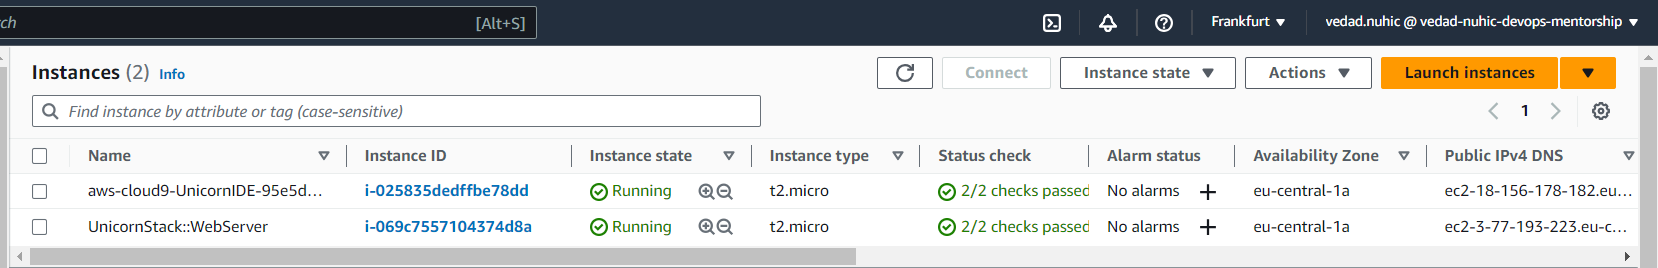 rch [Alt+S] Frankfurt vedad.nuhic @ vedad-nuhic-devops-mentorship
Instances (2) Info Connect Instance state Actions Launch instances
Find instance by attribute or tag (case-sensitive) 1
Name Instance ID Instance state Instance type Status check Alarm status Availability Zone Public IPv4 DNS
aws-cloud9-UnicornIDE-95e5d... i-025835dedffbe78dd Running t2.micro 2/2 checks passed No alarms eu-central-1a ec2-18-156-178-182.eu...
UnicornStack::WebServer i-069c7557104374d8a Running t2.micro 2/2 checks passed No alarms eu-central-1a ec2-3-77-193-223.eu-c...